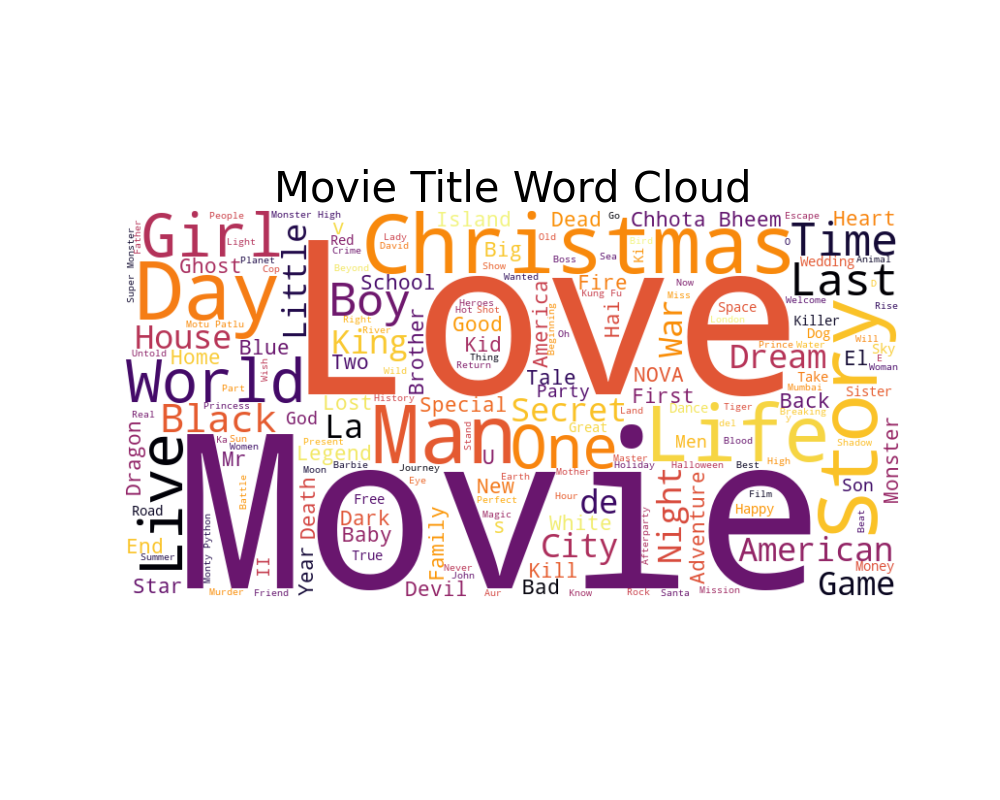 Movie Title Word Cloud
Love
Movie
Christmas
Day
Girl
World
Man
Life
Story
Live
Little
Boy
King
Time
Last
House
Black
One
Secret
American
City
Night
Game
Dream
War
La
de
Super Monster
Father
People
Light
Monster High
Ghost
Planet
Cop
Motu Patlu
Home
Untold
Blue
Wish
Part
Princess
Real
Dragon
Ka
Sun
Women
Mr
God
Road
End
Summer
Star
Monty Python
Battle
Murder
II
Friend
Year
Death
Moon
Present
Legend
Lost
Barbie
History
Journey
Eye
Free
Dark
Baby
True
Family
Devil
Never
John
Aur
Bad
Know
Kill
Hour
New
Perfect
Magic
S
U
Stand
Earth
Mother
White
Special
Brother
Two
School
Right
River
Wild
Beyond
Red
Crime
V
Lady
David
Island
Big
Show
Old
Wanted
Boss
Dead
Go
Sea
Fire
Kung Fu
Chhota Bheem
Ki
Bird
Miss
Now
Hai
America
Beginning
Oh
Heroes
Hot Shot
Good
Kid
Thing
Return
Tale
Party
NOVA
First
Great
Land
Master
Holiday
Halloween
Men
Dance
Tiger
Idel
Blood
Best
High
Breaking
y
Back
Take
Mumbai
Prince
Water
Dog
Killer
Welcome
Space
London
Wedding
Animal
O
Escape
Heart
D
Rise
Will
Sky
E
Woman
El
Sister
Shadow
Monster
Son
Beat
Film
Happy
Adventure
Afterparty
Rock
Santa
Mission
Money